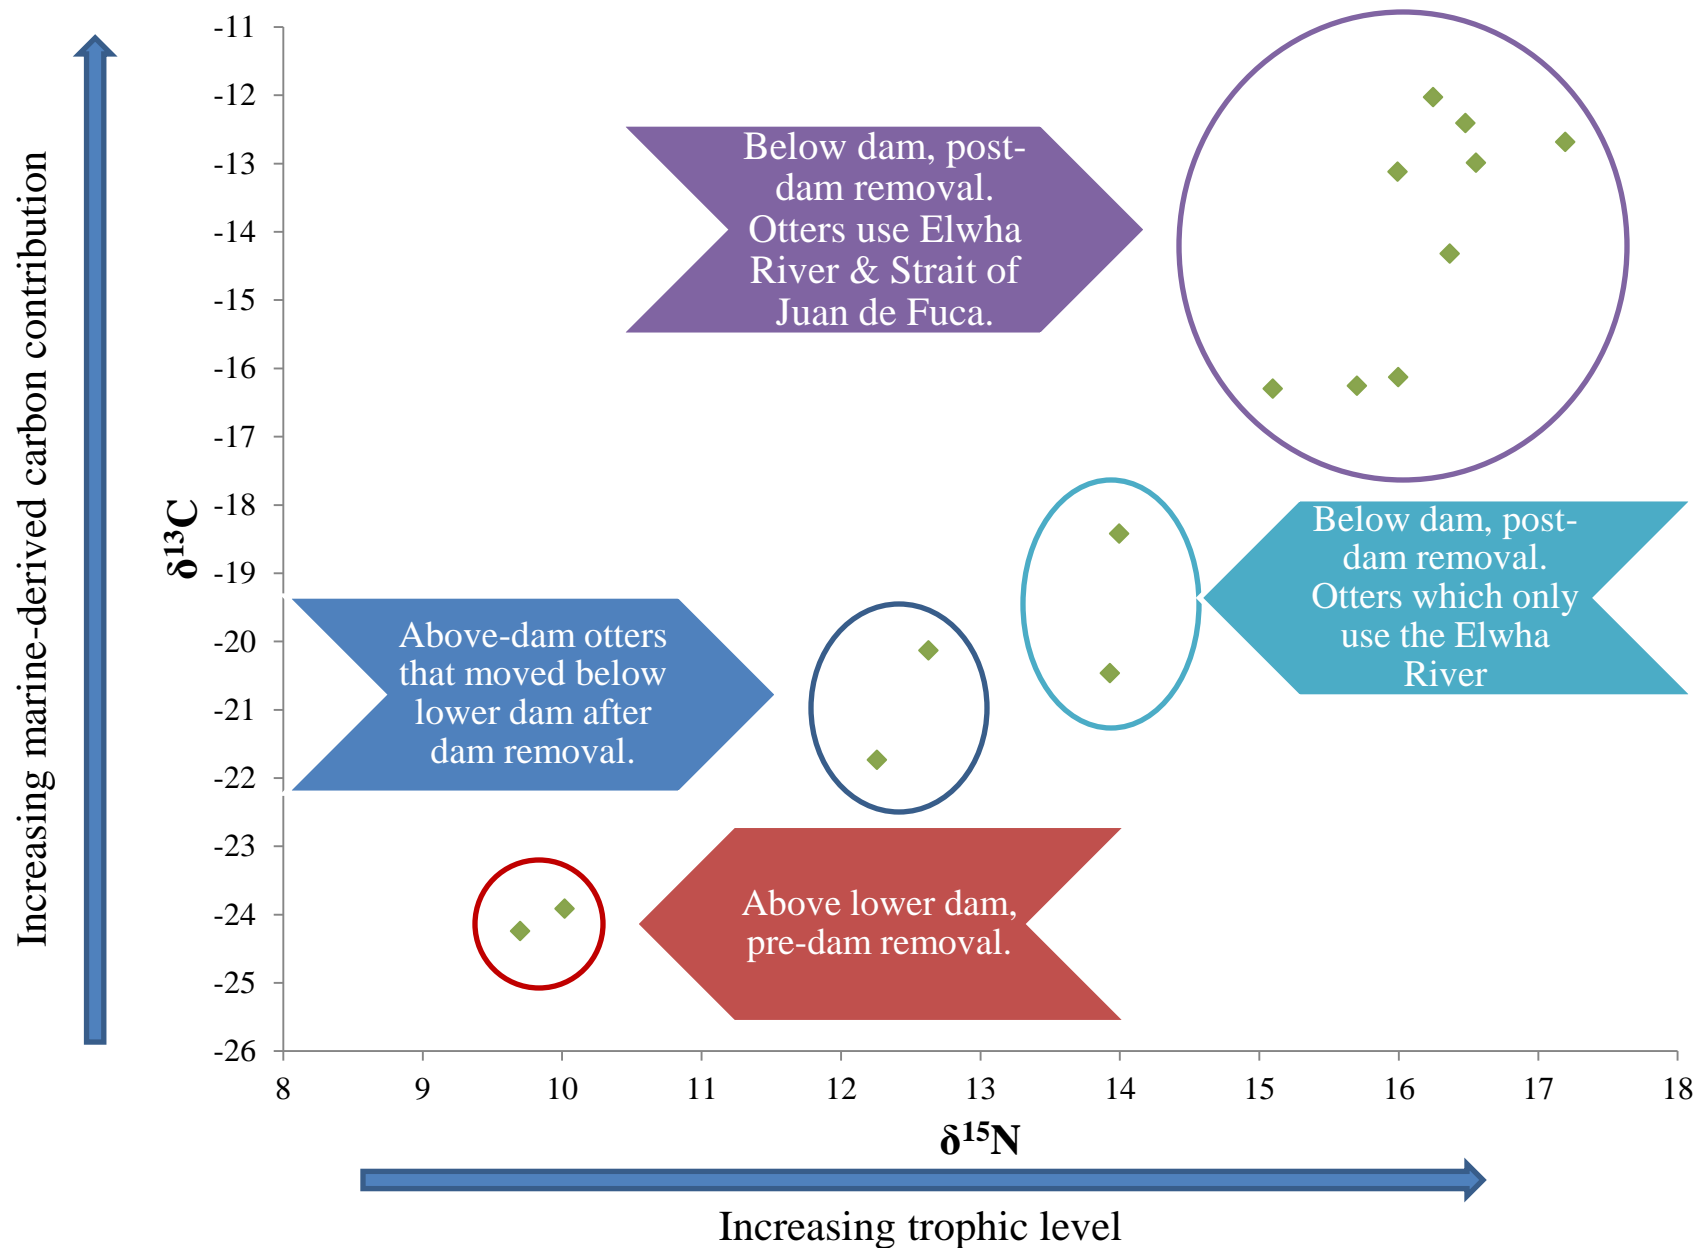 Increasing marine-derived carbon contribution
δ¹³C
-11
-12
-13
-14
-15
-16
-17
-18
-19
-20
-21
-22
-23
-24
-25
-26
Below dam, post-
dam removal.
Otters use Elwha
River & Strait of
Juan de Fuca.
Below dam, post-
dam removal.
Otters which only
use the Elwha
River
Above-dam otters
that moved below
lower dam after
dam removal.
Above lower dam,
pre-dam removal.
8 9 10 11 12 13 14 15 16 17 18
δ¹⁵N
Increasing trophic level